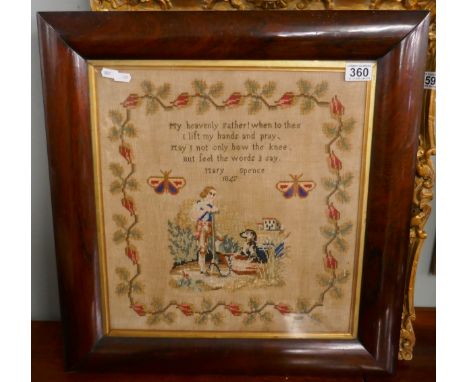 360
59
My heavenly Father! when to thee
I lift my hands and pray,
May I not only bow the knee,
But feel the words I say.
Mary Spence